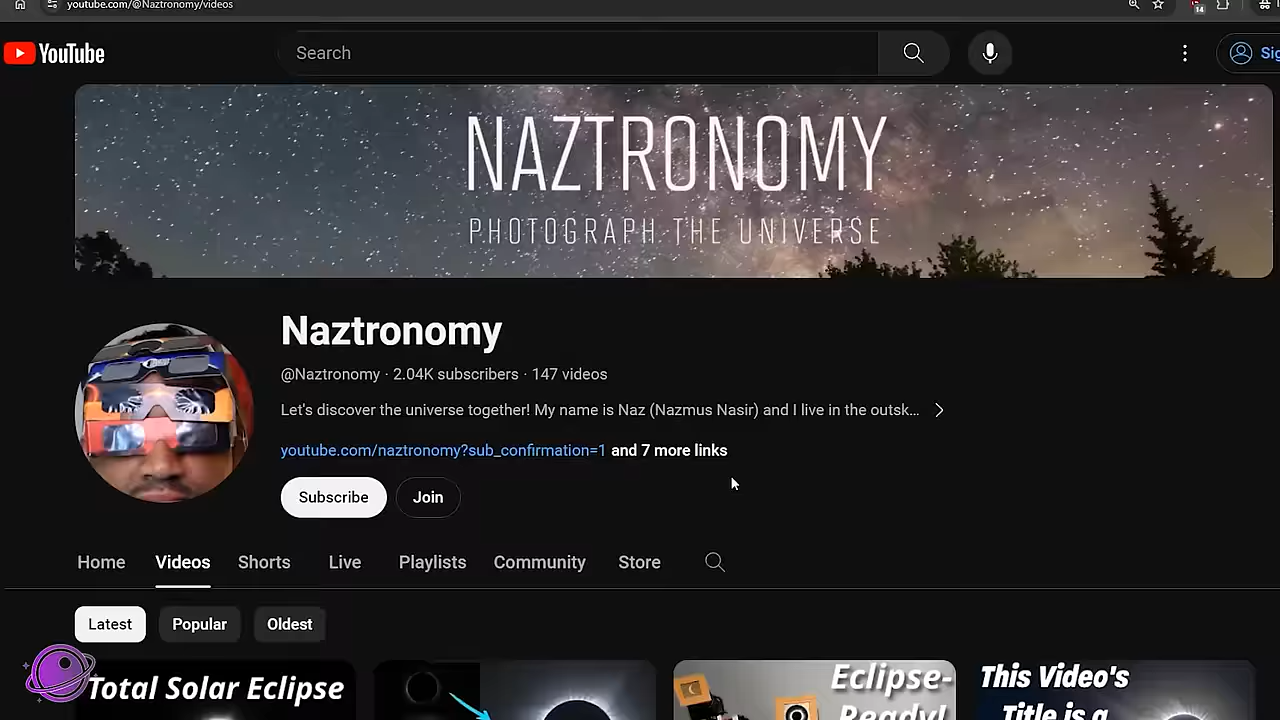 youtube.com/@Naztronomy/videos
14
YouTube
Search
Sig
NAZTRONOMY
PHOTOGRAPH THE UNIVERSE
Naztronomy
@Naztronomy · 2.04K subscribers · 147 videos
Let's discover the universe together! My name is Naz (Nazmus Nasir) and I live in the outsk...
youtube.com/naztronomy?sub_confirmation=1 and 7 more links
Subscribe Join
Home Videos Shorts Live Playlists Community Store
Latest Popular Oldest
Total Solar Eclipse
Eclipse-
Ready!
This Video's
Title is a